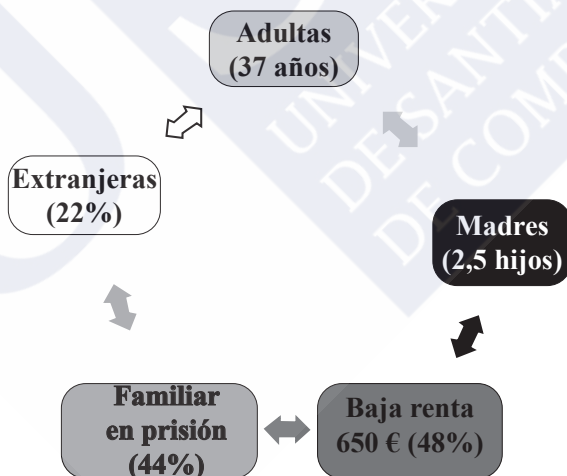 Adultas
(37 años)
Extranjeras
(22%)
Madres
(2,5 hijos)
Familiar
en prisión
(44%)
Baja renta
650 € (48%)